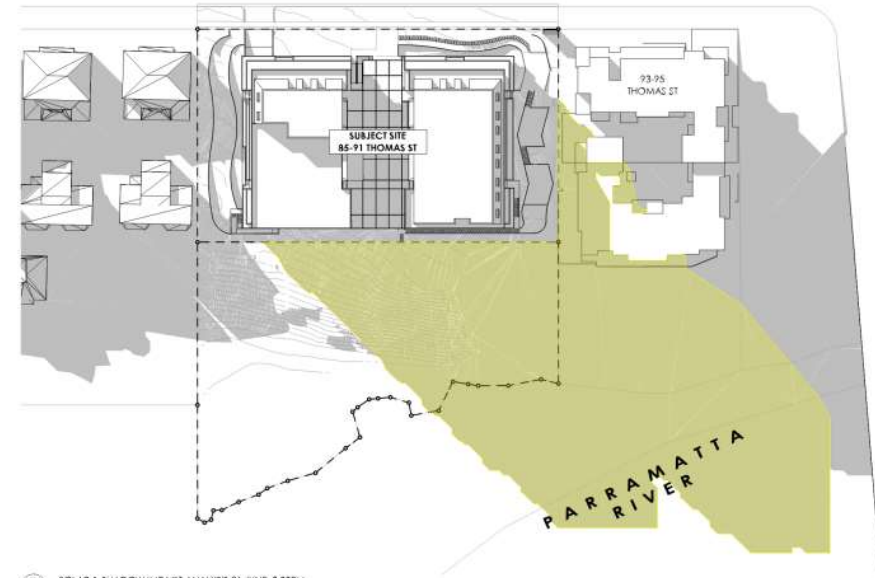 93-95
THOMAS ST
SUBJECT SITE
85-91 THOMAS ST
PARRAMATTA
RIVER